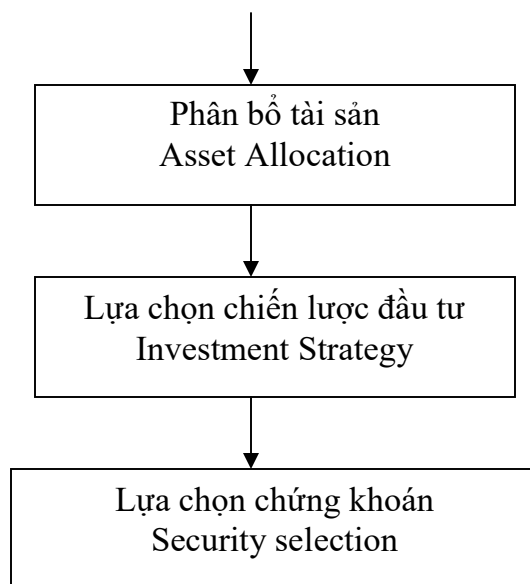 Phân bổ tài sản
Asset Allocation
Lựa chọn chiến lược đầu tư
Investment Strategy
Lựa chọn chứng khoán
Security selection